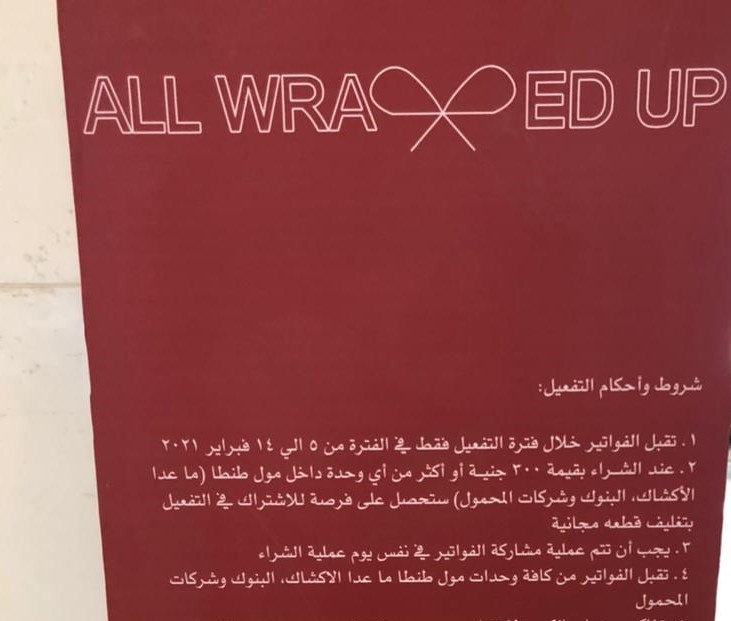 ALL WRAPPED UP
شروط وأحكام التفعيل:
١. تقبل الفواتير خلال فترة التفعيل فقط في الفترة من ٥ الي ١٤ فبراير ٢٠٢١
٢. عند الشراء بقيمة ٣٠٠ جنية أو أكثر من أي وحدة داخل مول طنطا (ما عدا
الأكشاك، البنوك وشركات المحمول) ستحصل على فرصة للاشتراك في التفعيل
بتغليف قطعه مجانية
٣. يجب أن تتم عملية مشاركة الفواتير في نفس يوم عملية الشراء
٤. تقبل الفواتير من كافة وحدات مول طنطا ما عدا الاكشاك، البنوك وشركات
المحمول